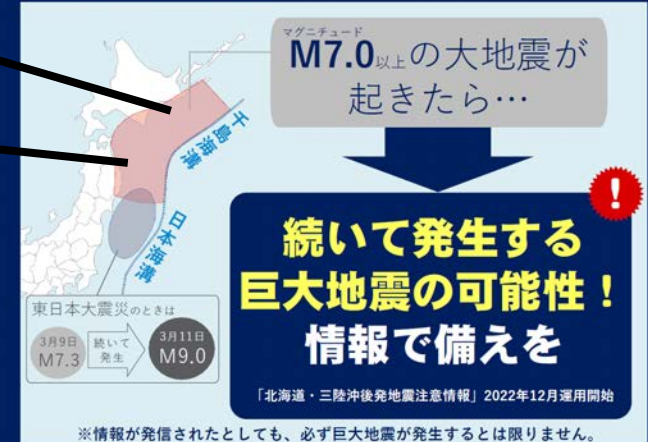 マグニチュード
M7.0以上の大地震が
起きたら…
千島海溝
日本海溝
続いて発生する
巨大地震の可能性！
情報で備えを
「北海道・三陸沖後発地震注意情報」2022年12月運用開始
東日本大震災のときは
3月9日
M7.3
続いて
発生
3月11日
M9.0
※情報が発信されたとしても、必ず巨大地震が発生するとは限りません。